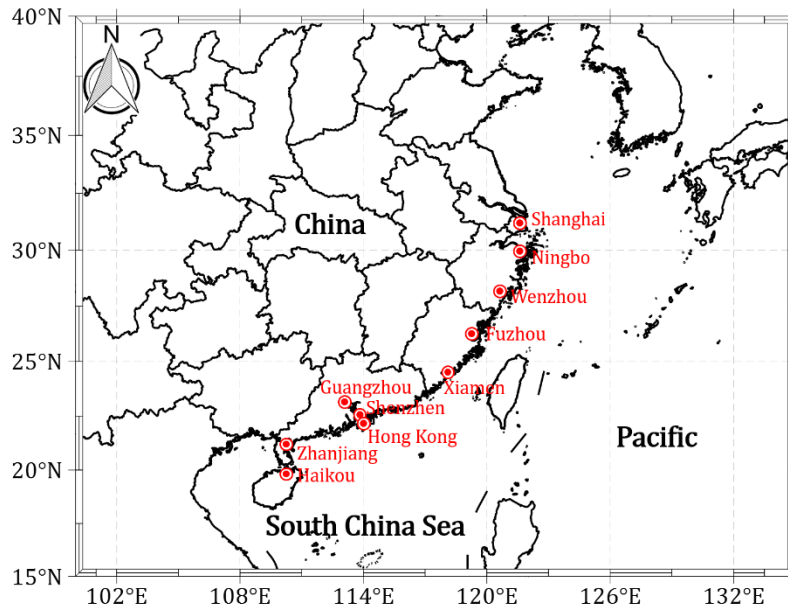 40°N
N
35°N
Shanghai
China
30°N
Ningbo
Wenzhou
Fuzhou
25°N
Guangzhou
Xiamen
Shenzhen
Hong Kong
Pacific
Zhanjiang
20°N
Haikou
South China Sea
15°N
102°E 108°E 114°E 120°E 126°E 132°E